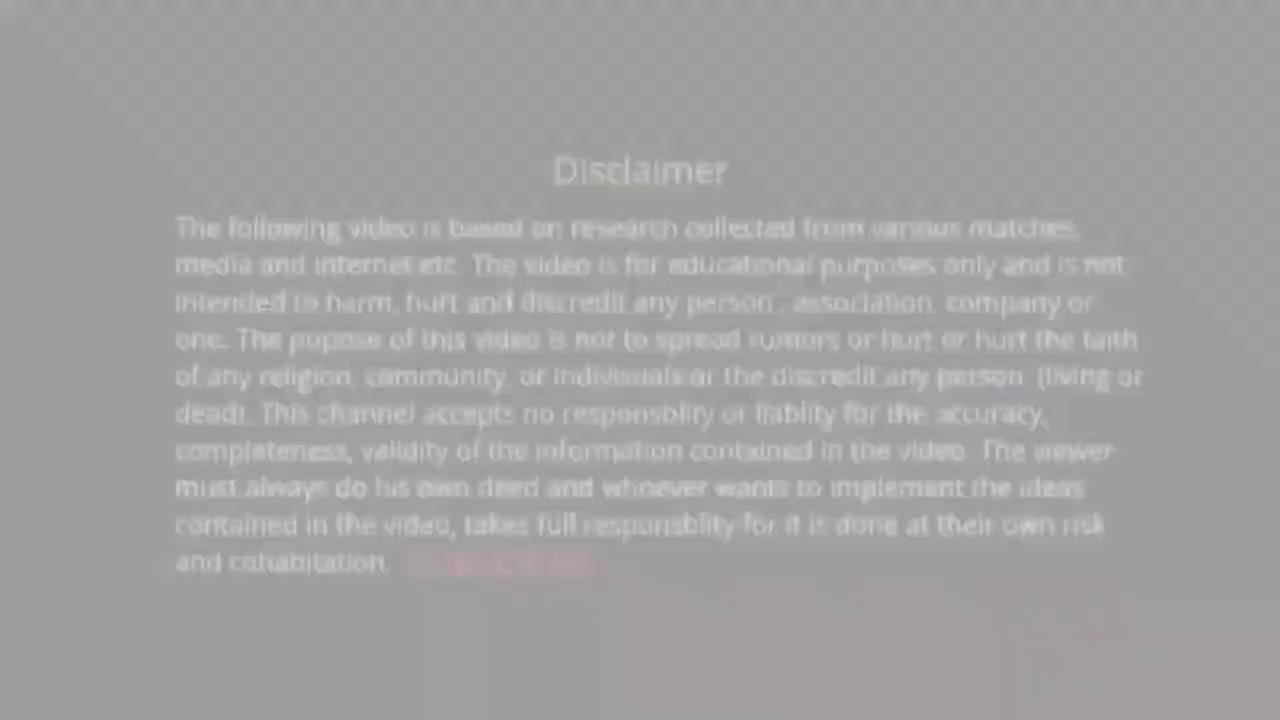 Disclaimer
The following video is based on research collected from various matches,
media and internet etc. The video is for educational purposes only and is not
intended to harm, hurt and discredit any person , association, company or
one. The pupose of this video is not to spread rumors or hurt or hurt the faith
of any religion, community, or indivisuals or the discredit any person (living or
dead). This channel accepts no responsblity or liablity for the accuracy,
completeness, validity of the information contained in the video. The viewer
must always do his own deed and whoever wants to implement the ideas
contained in the video, takes full responsiblity for it is done at their own risk
and cohabitation.